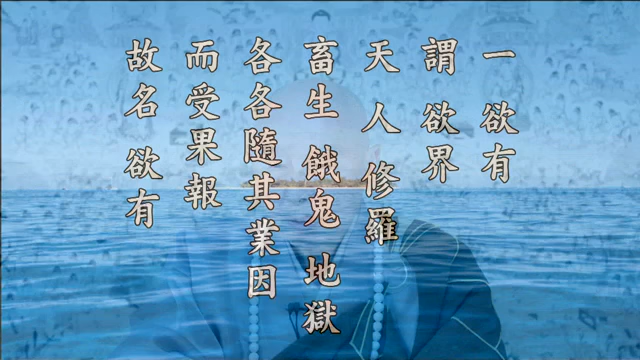 一 欲有
謂 欲界
天 人 修羅
畜生 餓鬼 地獄
各各隨其業因
而受果報
故名 欲有